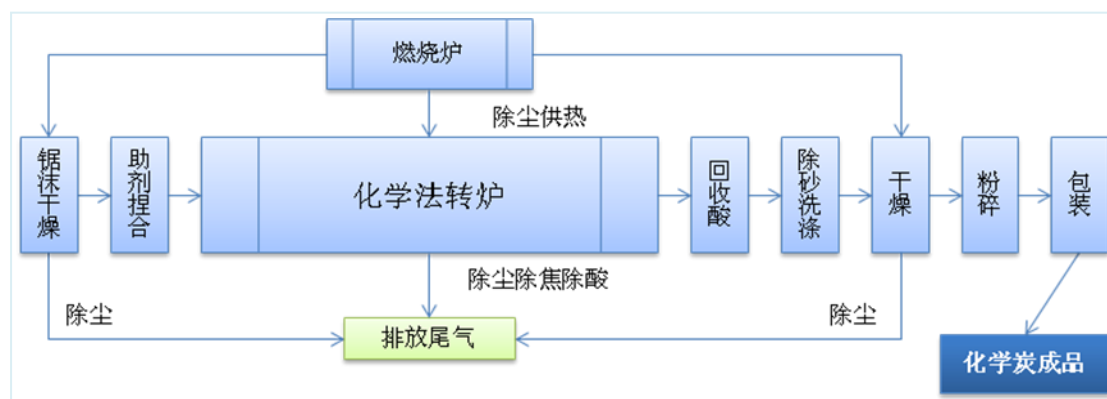 燃烧炉
除尘供热
锯沫干燥
助剂捏合
化学法转炉
回收酸
除砂洗涤
干燥
粉碎
包装
除尘
除尘除焦除酸
除尘
排放尾气
化学炭成品